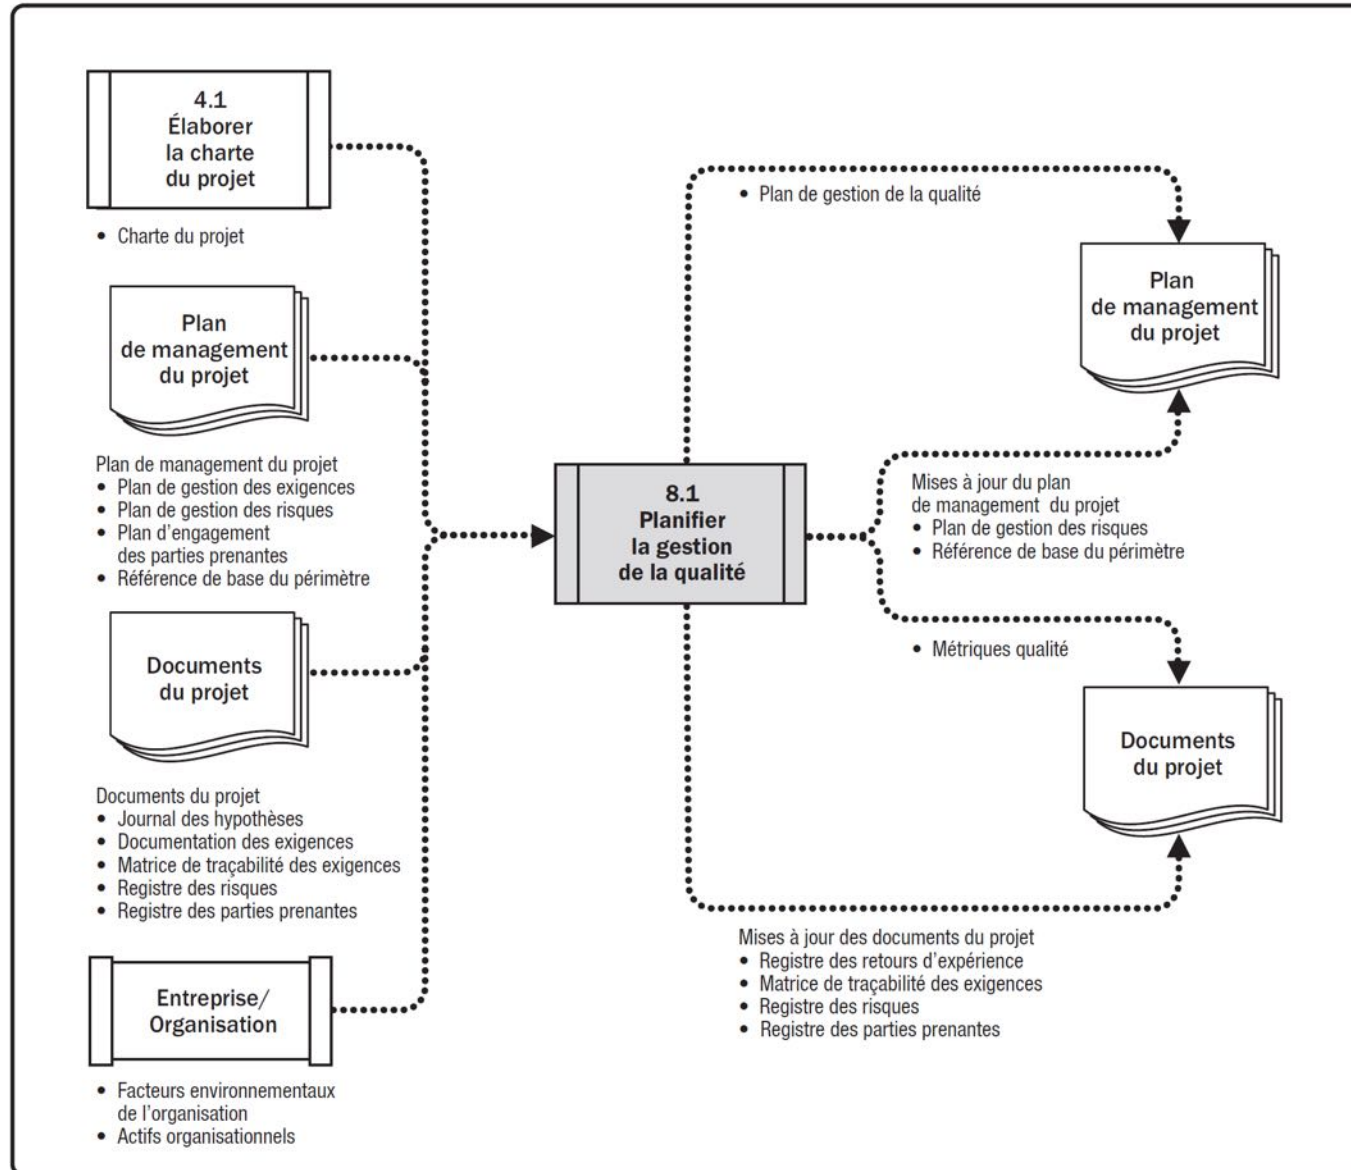 4.1
Élaborer
la charte
du projet
• Charte du projet
Plan
de management
du projet
Plan de management du projet
• Plan de gestion des exigences
• Plan de gestion des risques
• Plan d’engagement
des parties prenantes
• Référence de base du périmètre
Documents
du projet
Documents du projet
• Journal des hypothèses
• Documentation des exigences
• Matrice de traçabilité des exigences
• Registre des risques
• Registre des parties prenantes
Entreprise/
Organisation
• Facteurs environnementaux
de l’organisation
• Actifs organisationnels
8.1
Planifier
la gestion
de la qualité
• Plan de gestion de la qualité
Plan
de management
du projet
Mises à jour du plan
de management du projet
• Plan de gestion des risques
• Référence de base du périmètre
• Métriques qualité
Documents
du projet
Mises à jour des documents du projet
• Registre des retours d’expérience
• Matrice de traçabilité des exigences
• Registre des risques
• Registre des parties prenantes